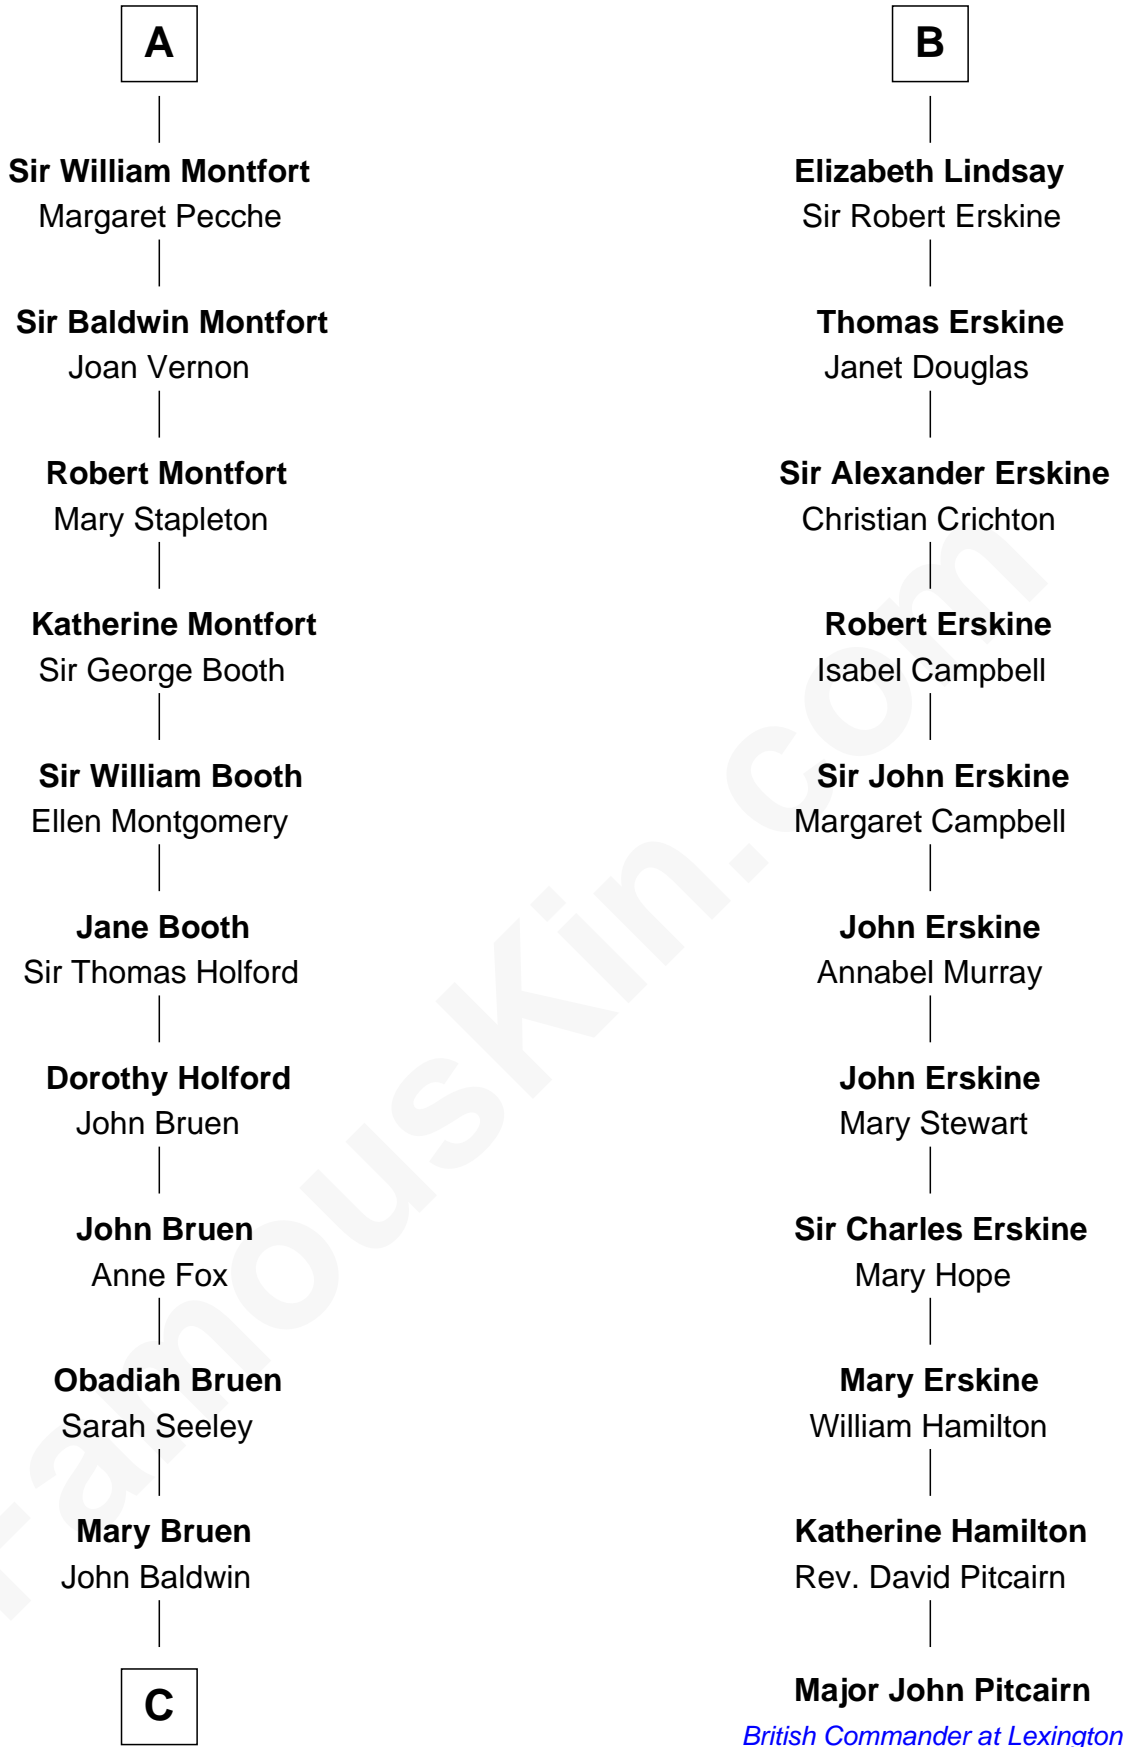 A
Sir William Montfort
Margaret Pecche
Sir Baldwin Montfort
Joan Vernon
Robert Montfort
Mary Stapleton
Katherine Montfort
Sir George Booth
Sir William Booth
Ellen Montgomery
Jane Booth
Sir Thomas Holford
Dorothy Holford
John Bruen
John Bruen
Anne Fox
Obadiah Bruen
Sarah Seeley
Mary Bruen
John Baldwin
C
B
Elizabeth Lindsay
Sir Robert Erskine
Thomas Erskine
Janet Douglas
Sir Alexander Erskine
Christian Crichton
Robert Erskine
Isabel Campbell
Sir John Erskine
Margaret Campbell
John Erskine
Annabel Murray
John Erskine
Mary Stewart
Sir Charles Erskine
Mary Hope
Mary Erskine
William Hamilton
Katherine Hamilton
Rev. David Pitcairn
Major John Pitcairn
British Commander at Lexington
FamousKin.com